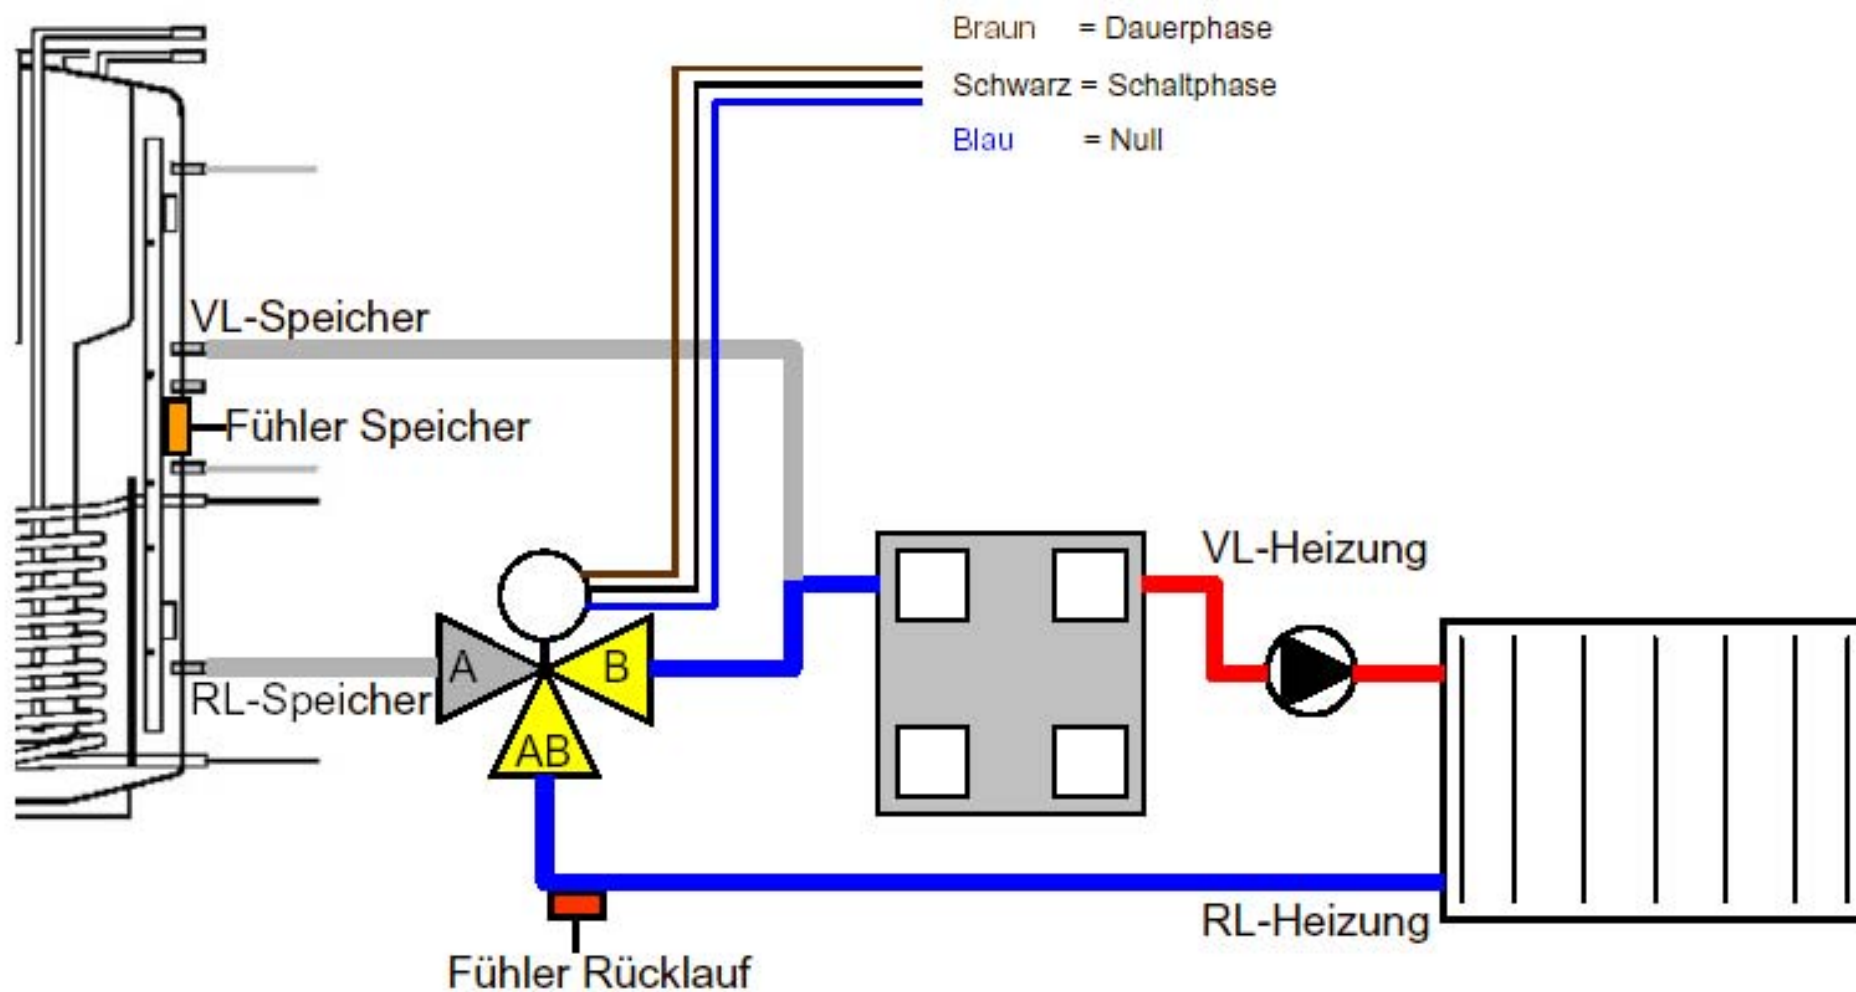 Braun = Dauerphase
Schwarz = Schaltphase
Blau = Null
VL-Speicher
Fühler Speicher
VL-Heizung
A
B
RL-Speicher
AB
RL-Heizung
Fühler Rücklauf